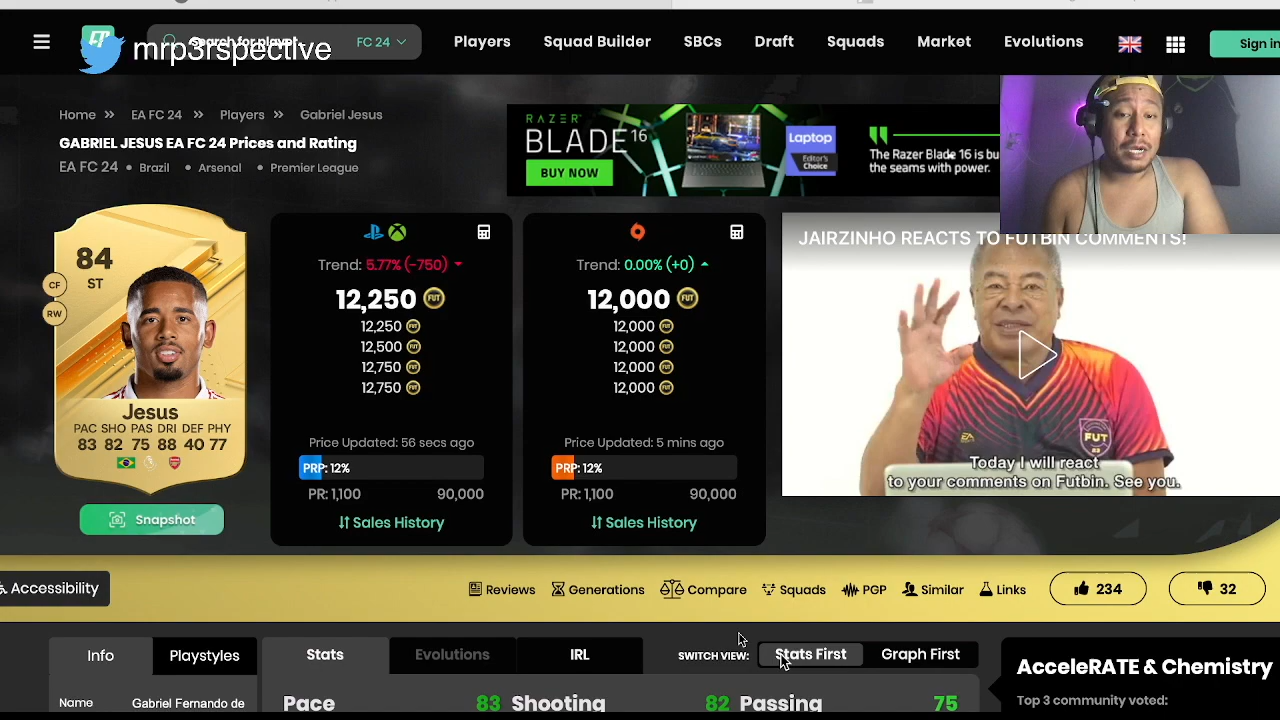 mrp3rspective
Search for player
FC 24
Players
Squad Builder
SBCs
Draft
Squads
Market
Evolutions
Sign in
Home
EA FC 24
Players
Gabriel Jesus
GABRIEL JESUS EA FC 24 Prices and Rating
EA FC 24 • Brazil • Arsenal • Premier League
RAZER
BLADE 16
BUY NOW
Laptop
Editor's
Choice
The Razer Blade 16 is bu
the seams with power.
84
ST
CF
RW
Jesus
PAC SHO PAS DRI DEF PHY
83 82 75 88 40 77
Snapshot
Trend: 5.77% (-750)
12,250
12,250
12,500
12,750
12,750
Price Updated: 56 secs ago
PRP: 12%
PR: 1,100 90,000
Sales History
Trend: 0.00% (+0)
12,000
12,000
12,000
12,000
12,000
Price Updated: 5 mins ago
PRP: 12%
PR: 1,100 90,000
Sales History
JAIRZINHO REACTS TO FUTBIN COMMENTS!
FUT
Today I will react
to your comments on Futbin. See you.
Accessibility
Reviews
Generations
Compare
Squads
PGP
Similar
Links
234
32
Info
Playstyles
Stats
Evolutions
IRL
SWITCH VIEW:
Stats First
Graph First
AcceleRATE & Chemistry
Top 3 community voted:
Name Gabriel Fernando de
Pace 83
Shooting 82
Passing 75